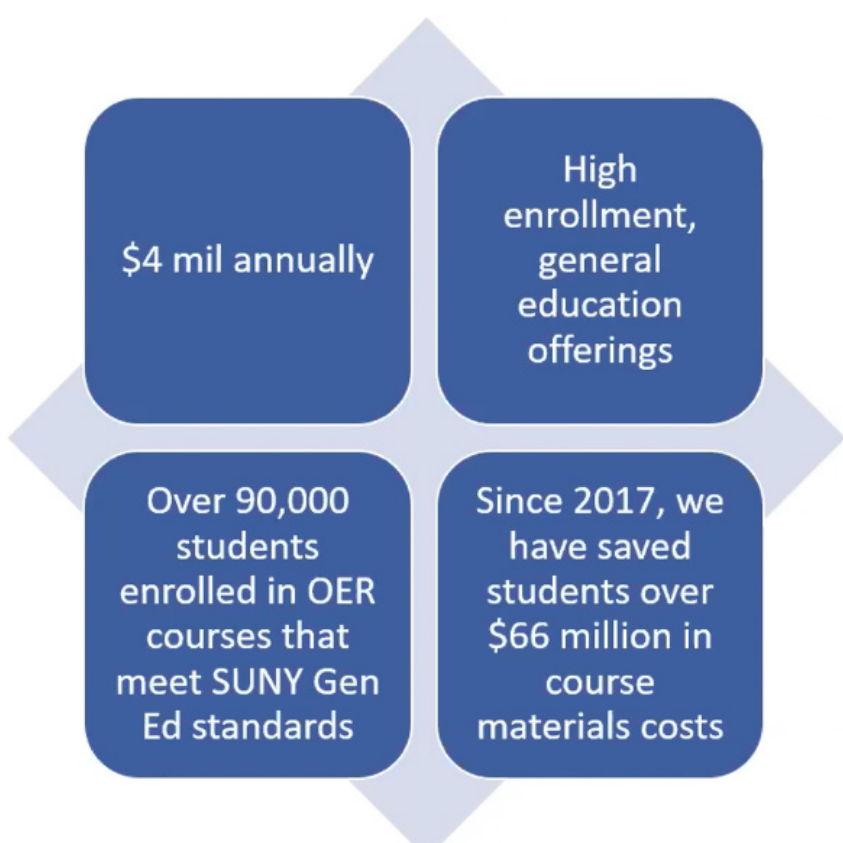 $4 mil annually
High
enrollment,
general
education
offerings
Over 90,000
students
enrolled in OER
courses that
meet SUNY Gen
Ed standards
Since 2017, we
have saved
students over
$66 million in
course
materials costs